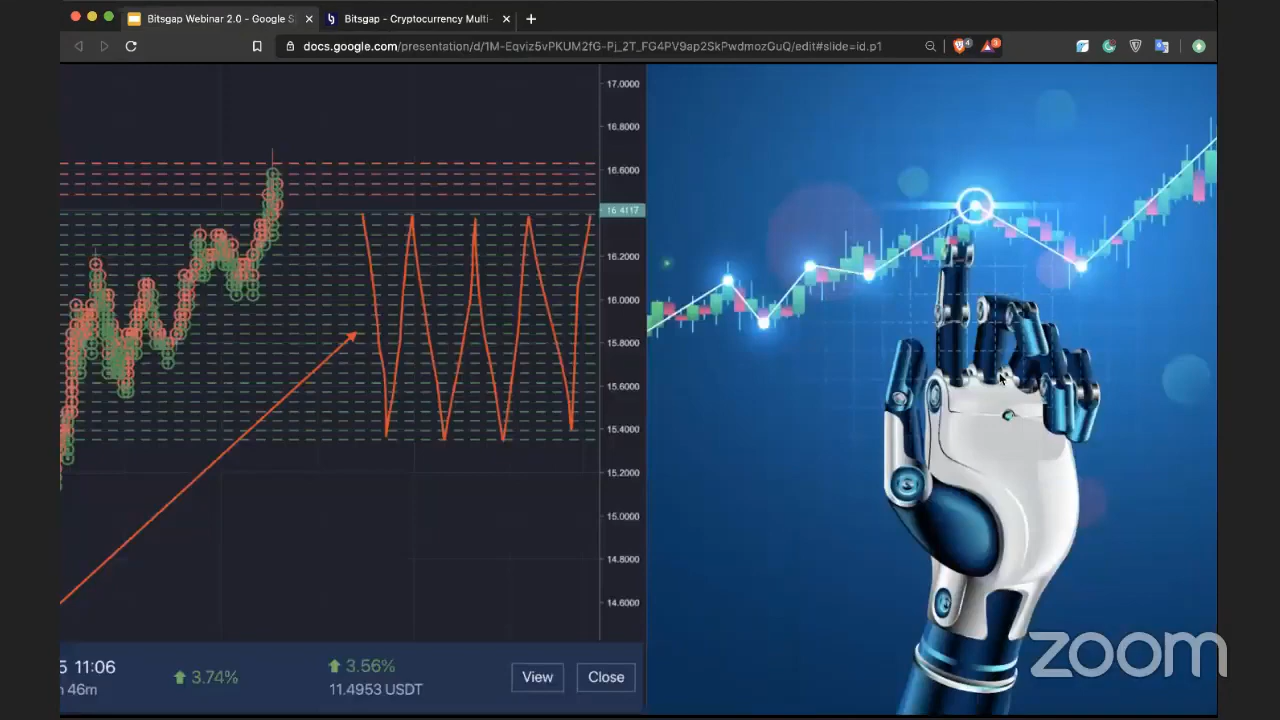 Bitsgap Webinar 2.0 - Google S
Bitsgap - Cryptocurrency Multi-
docs.google.com/presentation/d/1M-Eqviz5vPKUM2fG-Pj_2T_FG4PV9ap2SkPwdmozGuQ/edit#slide=id.p1
4
3
17.0000
16.8000
16.6000
16.4117
16.2000
16.0000
15.8000
15.6000
15.4000
15.2000
15.0000
14.8000
14.6000
5 11:06
46m
3.74%
3.56%
11.4953 USDT
View
Close
zoom